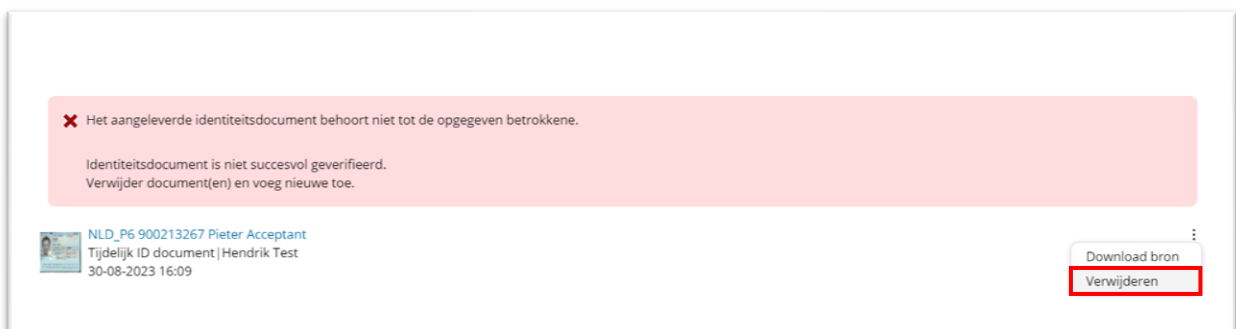 Het aangeleverde identiteitsdocument behoort niet tot de opgegeven betrokkene.
Identiteitsdocument is niet succesvol geverifieerd.
Verwijder document(en) en voeg nieuwe toe.
NLD_P6 900213267 Pieter Acceptant
Tijdelijk ID document|Hendrik Test
30-08-2023 16:09
Download bron
Verwijderen